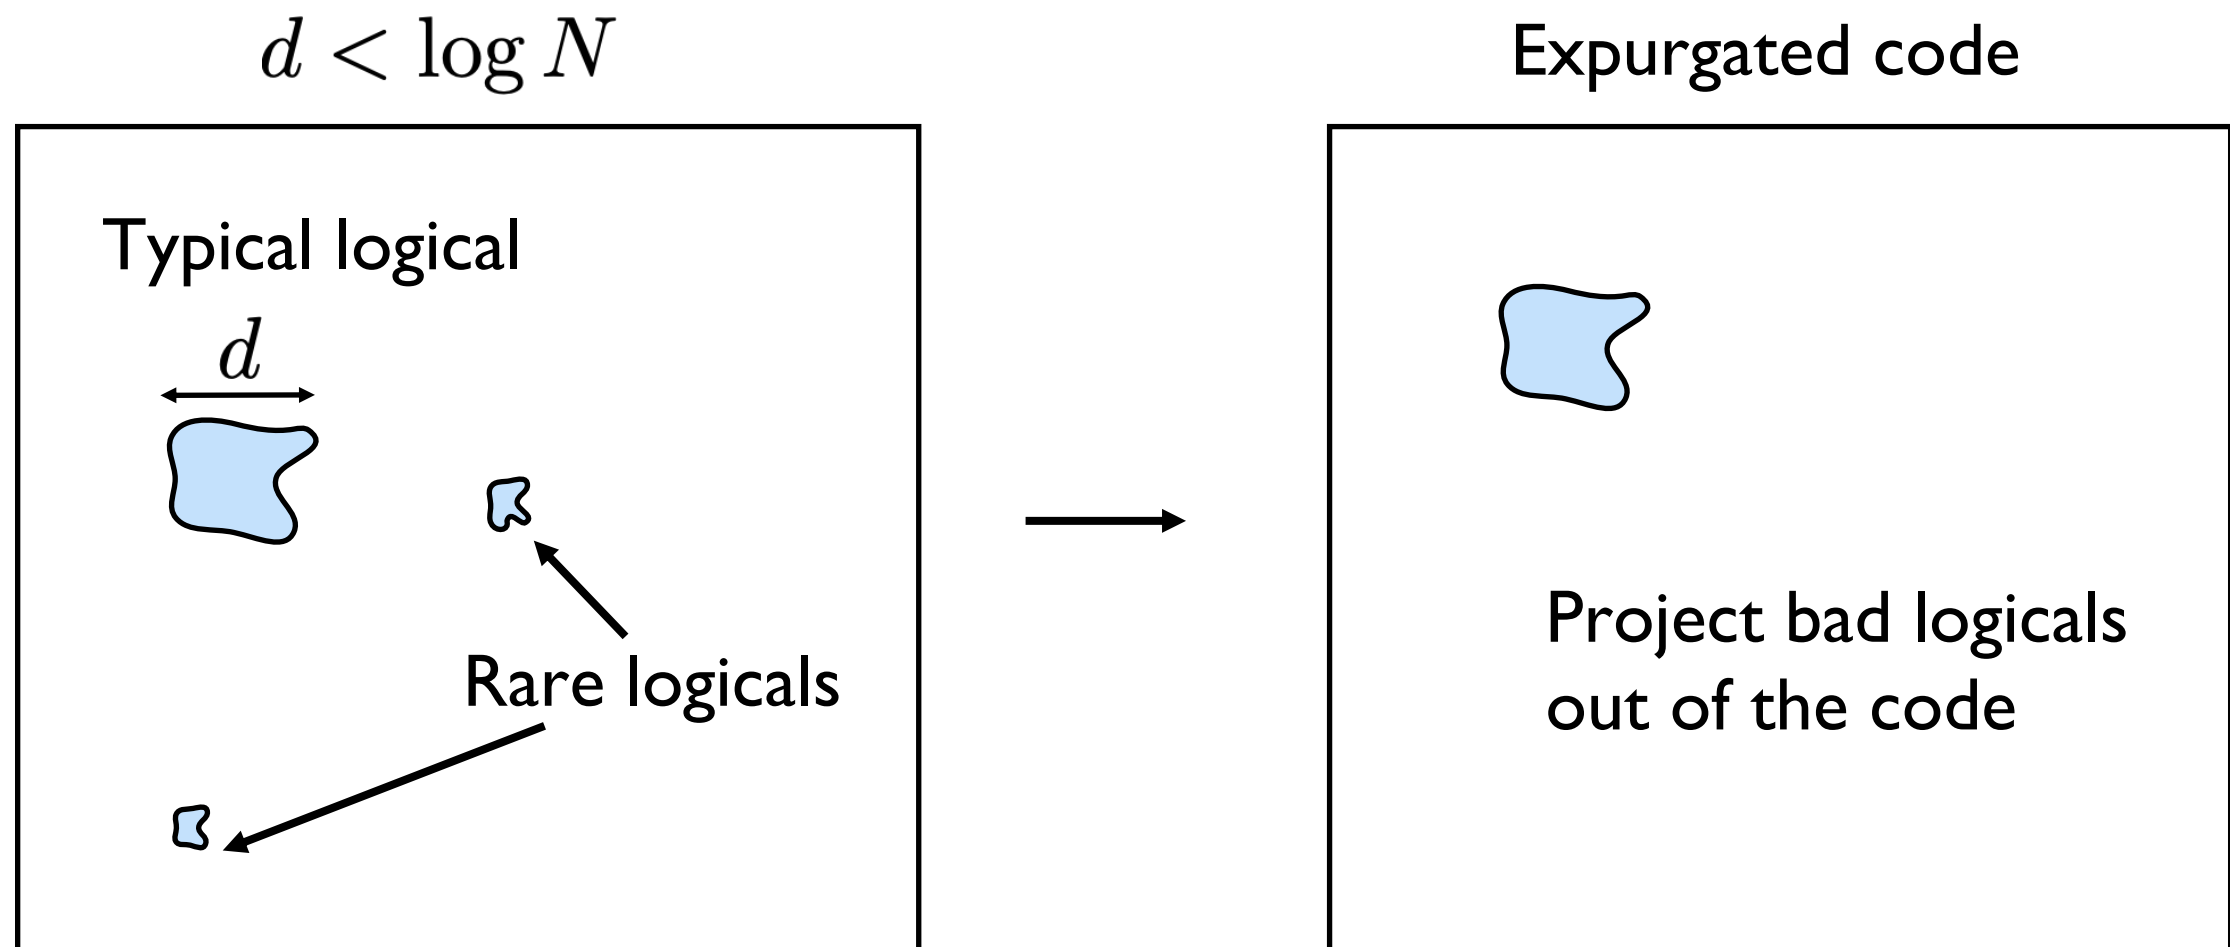 d < log N
Expurgated code
Typical logical
d
Rare logicals
Project bad logicals
out of the code